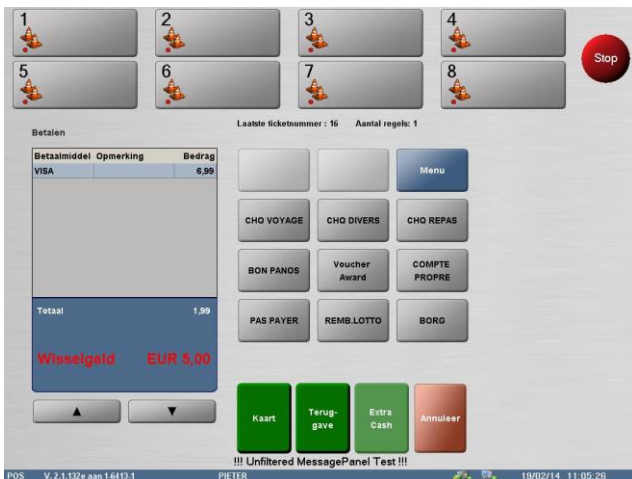 1 2 3 4
Stop
5 6 7 8
Laatste ticketnummer : 16 Aantal regels: 1
Betalen
Betaalmiddel Opmerking Bedrag
VISA 6,99
Menu
CHQ VOYAGE CHQ DIVERS CHQ REPAS
BON PANOS Voucher Award COMPTE PROPRE
Totaal 1,99
PAS PAYER REMB.LOTTO BORG
Wisselgeld EUR 5,00
Kaart Terug-gave Extra Cash Annuleer
!!! Unfiltered MessagePanel Test !!!
POS V. 2.1.132e aan 1-6413-1 PIETER 19/02/14 11:05:26